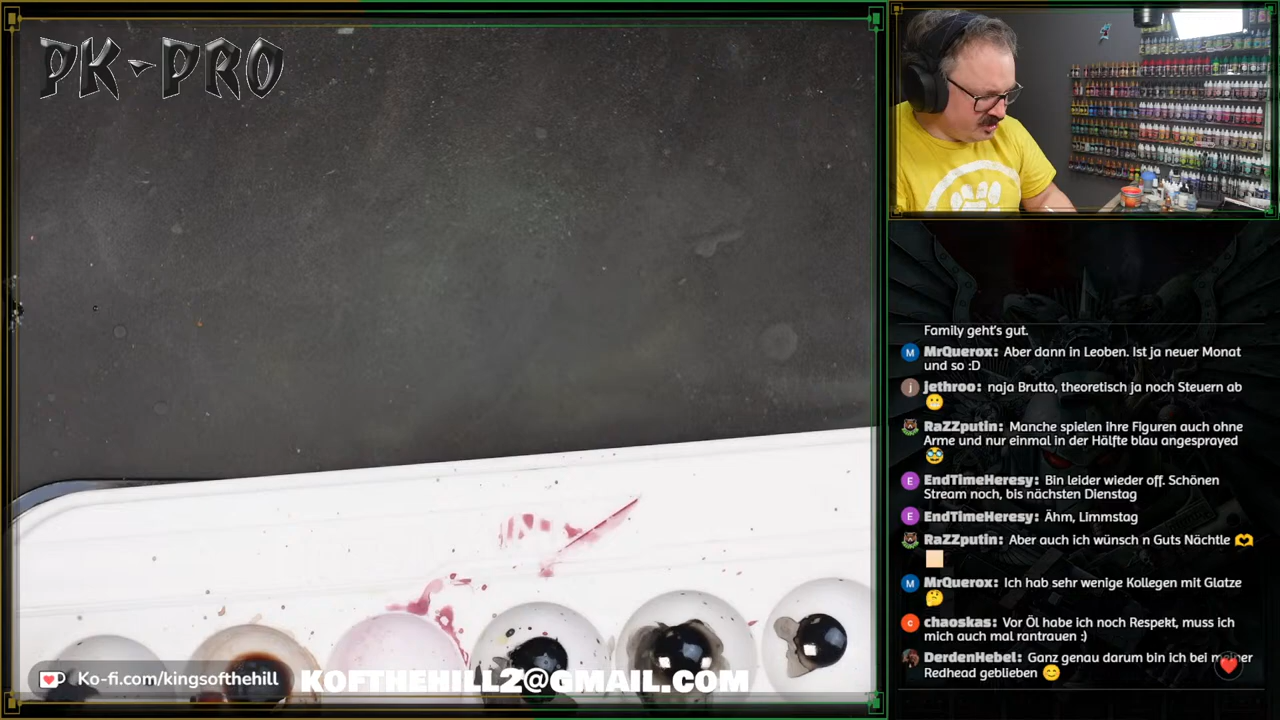 PK-PRO
Family geht's gut.
MrQuerox: Aber dann in Leoben. Ist ja neuer Monat
und so :D
jethroo: naja Brutto, theoretisch ja noch Steuern ab
😬
RaZZputin: Manche spielen Ihre Figuren auch ohne
Arme und nur einmal in der Hälfte blau angesprayed
🥸
EndTimeHeresy: Bin leider wieder off. Schönen
Stream noch, bis nächsten Dienstag
EndTimeHeresy: Ähm, Limmstag
RaZZputin: Aber auch ich wünsch n Guts Nächtle 🫶
🏻
MrQuerox: Ich hab sehr wenige Kollegen mit Glatze
🤔
chaoskas: Vor Öl habe ich noch Respekt, muss ich
mich auch mal rantrauen :)
DerdenHebel: Ganz genau darum bin ich bei meiner
Redhead geblieben 😊
Ko-fi.com/kingsofthehill
KOFTHEHILL2@GMAIL.COM